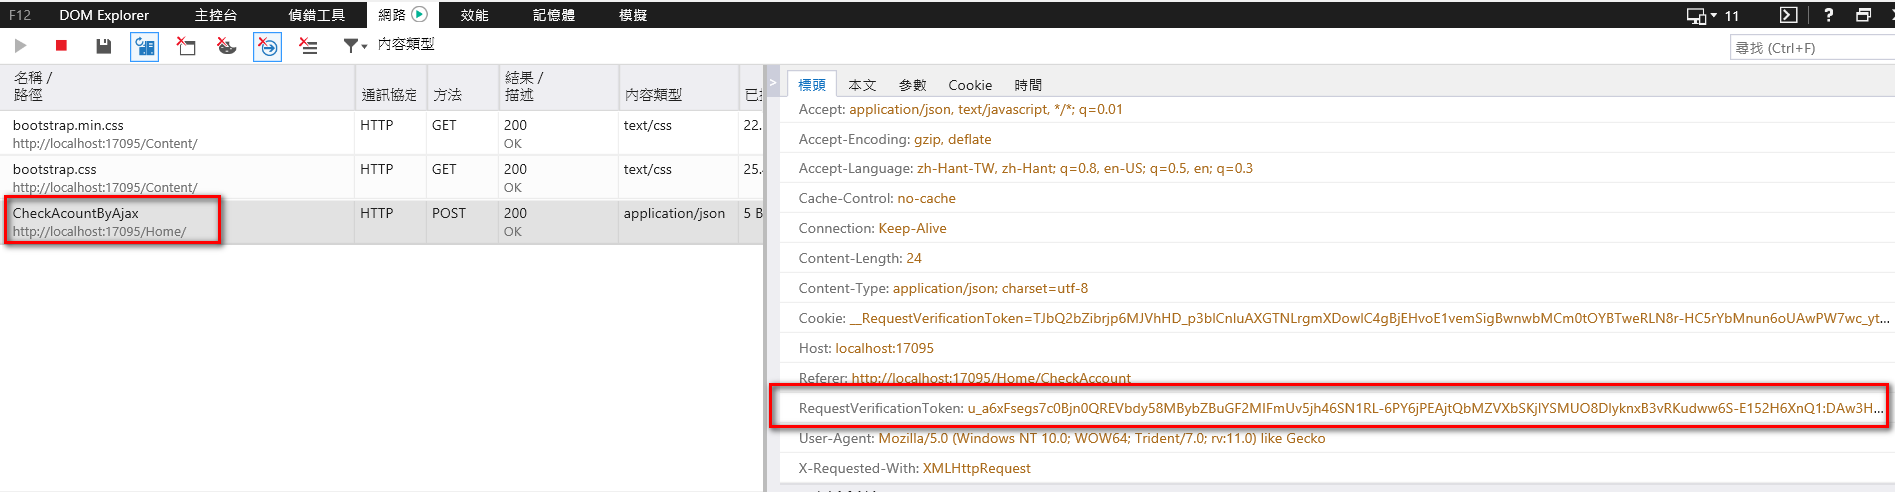 F12 DOM Explorer 主控台 偵錯工具 網路 效能 記憶體 模擬 11 ?
內容類型 尋找 (Ctrl+F)
名稱 /
路徑 通訊協定 方法 結果 /
描述 內容類型
bootstrap.min.css HTTP GET 200 text/css 22.
http://localhost:17095/Content/ OK
bootstrap.css HTTP GET 200 text/css 25.
http://localhost:17095/Content/ OK
CheckAcountByAjax HTTP POST 200 application/json 5 B
http://localhost:17095/Home/ OK
標頭 本文 參數 Cookie 時間
Accept: application/json, text/javascript, */*; q=0.01
Accept-Encoding: gzip, deflate
Accept-Language: zh-Hant-TW, zh-Hant; q=0.8, en-US; q=0.5, en; q=0.3
Cache-Control: no-cache
Connection: Keep-Alive
Content-Length: 24
Content-Type: application/json; charset=utf-8
Cookie: __RequestVerificationToken=TJbQ2bZibrjp6MJVhHD_p3blCnluAXGTNLrgmXDowlC4gBjEHvoE1vemSigBwnwbMCm0tOYBTweRLN8r-HC5rYbMnun6oUAwPW7wc_yt...
Host: localhost:17095
Referer: http://localhost:17095/Home/CheckAccount
RequestVerificationToken: u_a6xFsegs7c0Bjn0QREVbdy58MBybZBuGF2MIFmUv5jh46SN1RL-6PY6jPEAjtQbMZVXbSKjlYSMUO8DlyknxB3vRKudww6S-E152H6XnQ1:DAw3H...
User-Agent: Mozilla/5.0 (Windows NT 10.0; WOW64; Trident/7.0; rv:11.0) like Gecko
X-Requested-With: XMLHttpRequest